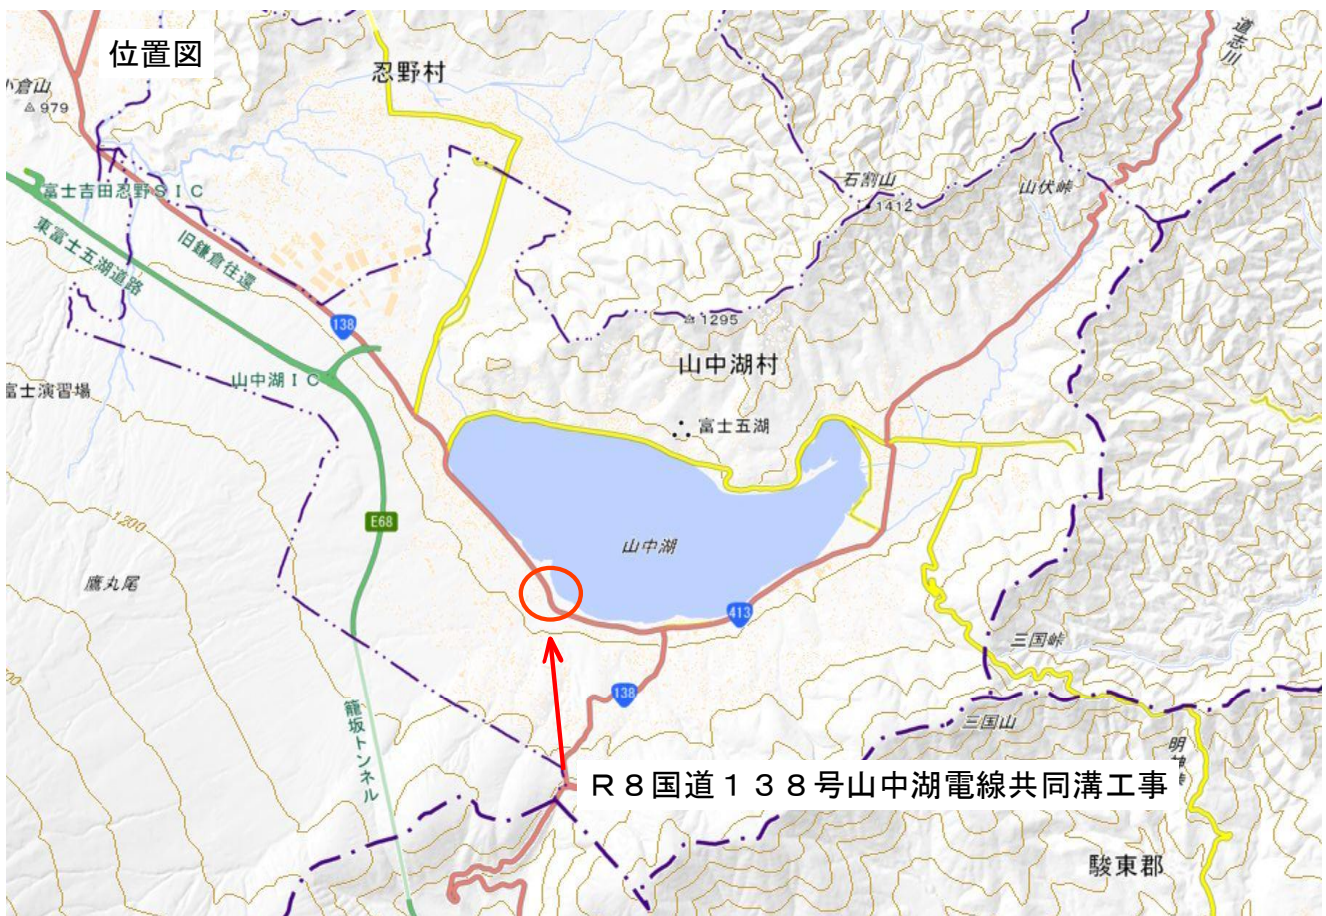 位置図
道志川
忍野村
小倉山
979
石割山
1412
山伏峠
富士吉田忍野ＳＩＣ
東富士五湖道路
旧鎌倉往還
138
1295
山中湖村
山中湖ＩＣ
富士演習場
富士五湖
1200
E68
山中湖
鷹丸尾
413
三国峠
138
籠坂トンネル
三国山
Ｒ８国道１３８号山中湖電線共同溝工事
駿東郡